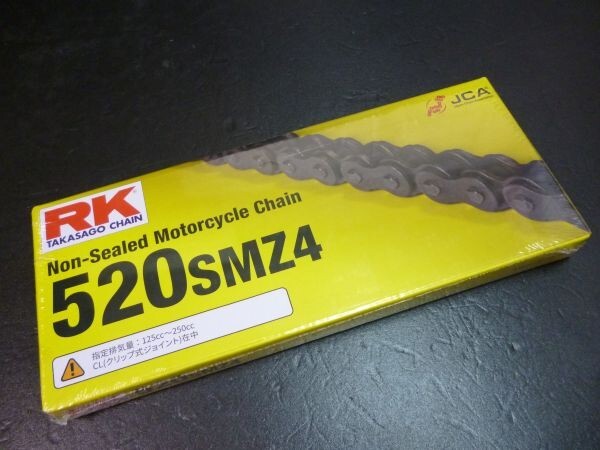 JCA
RK
TAKASAGO CHAIN
Non-Sealed Motorcycle Chain
520SMZ4
指定排気量：125cc〜250cc
CL(クリップ式ジョイント)在中